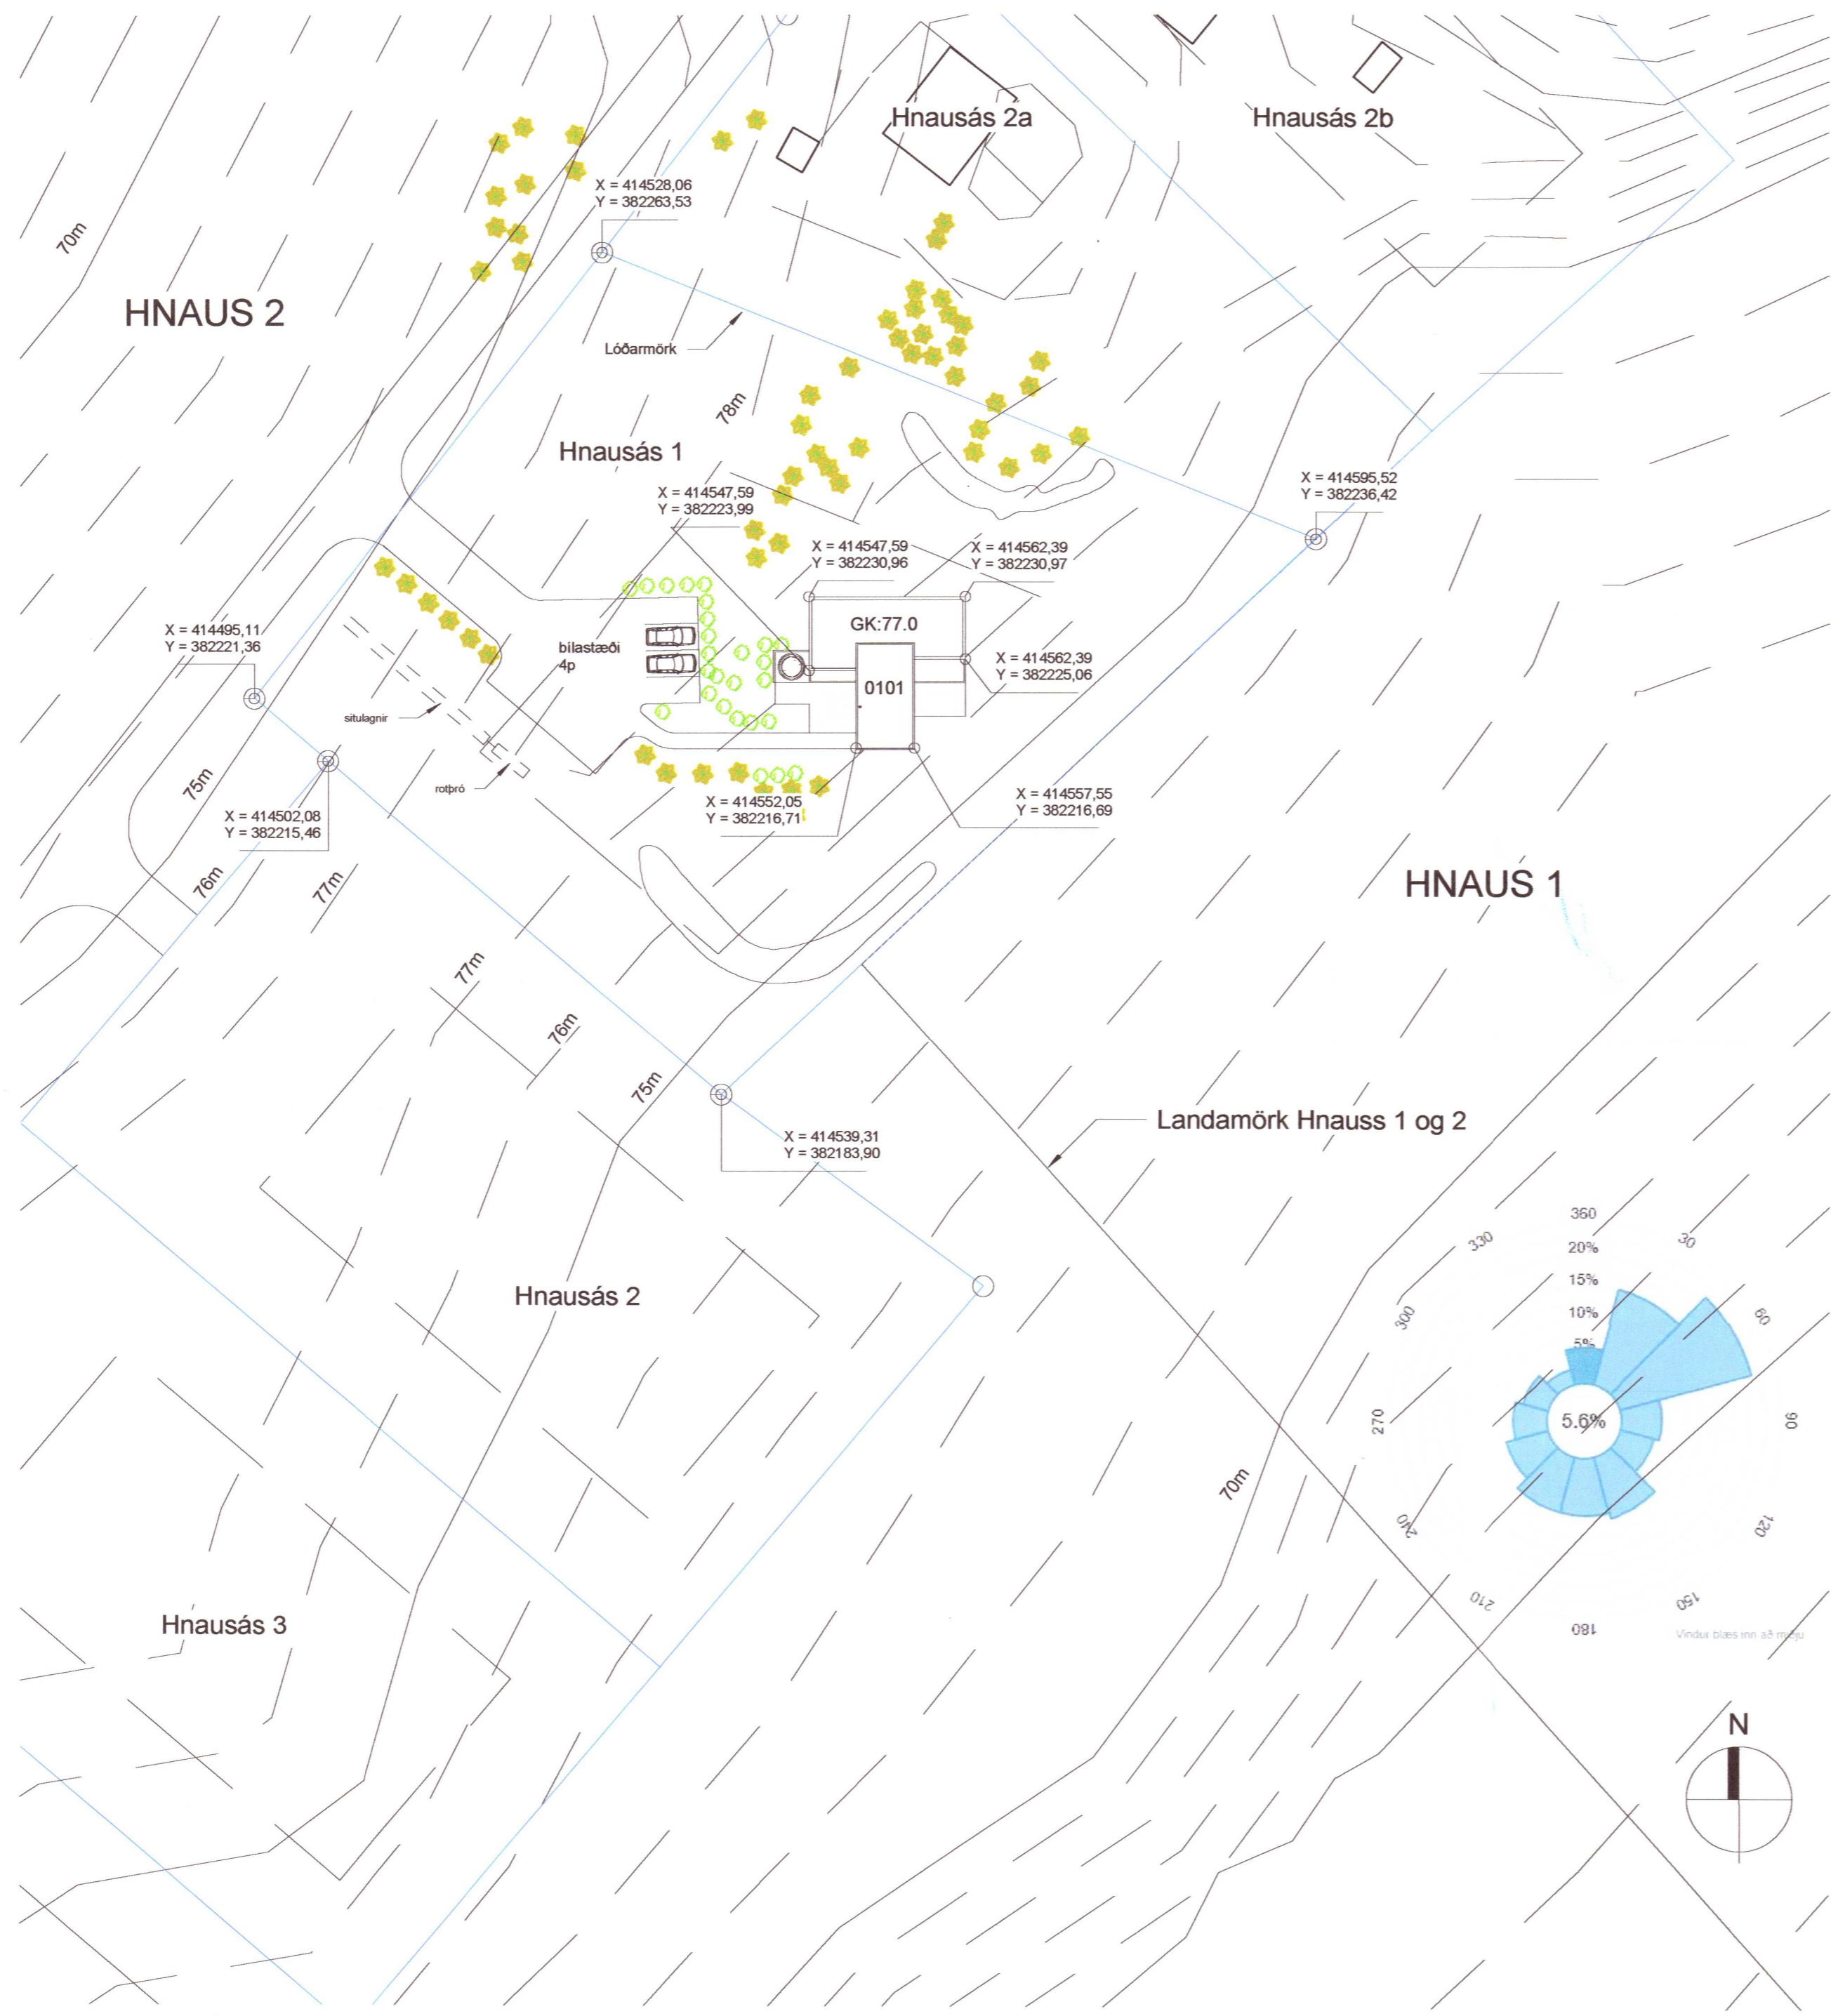 Hnausás 2a
Hnausás 2b
X = 414528,06
Y = 382263,53
70m
HNAUS 2
Lóðarmörk
78m
Hnausás 1
X = 414547,59
Y = 382223,99
X = 414595,52
Y = 382236,42
X = 414547,59
Y = 382230,96
X = 414562,39
Y = 382230,97
GK:77.0
X = 414495,11
Y = 382221,36
bílastæði
4p
X = 414562,39
Y = 382225,06
0101
situlagnir
rotþró
75m
X = 414552,05
Y = 382216,71
X = 414557,55
Y = 382216,69
X = 414502,08
Y = 382215,46
76m
77m
HNAUS 1
77m
76m
75m
Landamörk Hnauss 1 og 2
X = 414539,31
Y = 382183,90
Hnausás 2
360
330
30
20%
15%
10%
5%
300
60
5.6%
270
90
70m
240
120
210
150
180
Vindur blæs inn að miðju
Hnausás 3
N